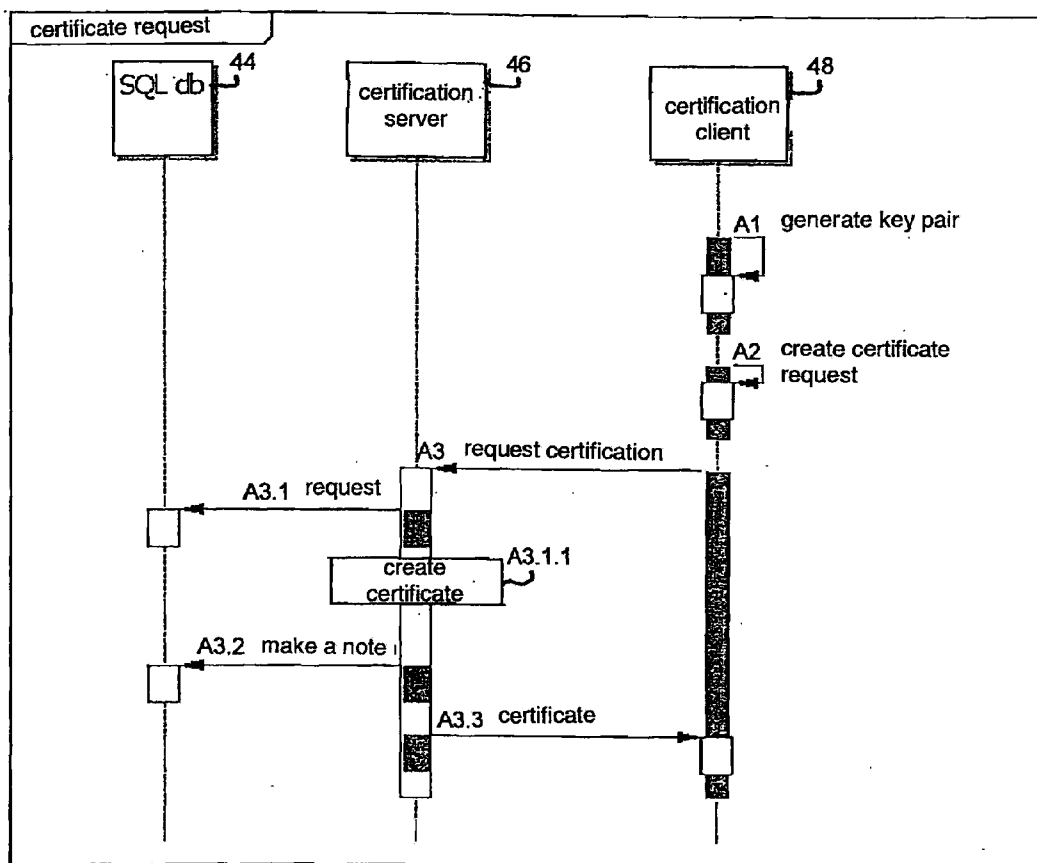 certificate request
44
46
48
SQL db
certification
server
certification
client
A1 generate key pair
A2 create certificate
request
A3 request certification
A3.1 request
A3.1.1
create
certificate
A3.2 make a note
A3.3 certificate